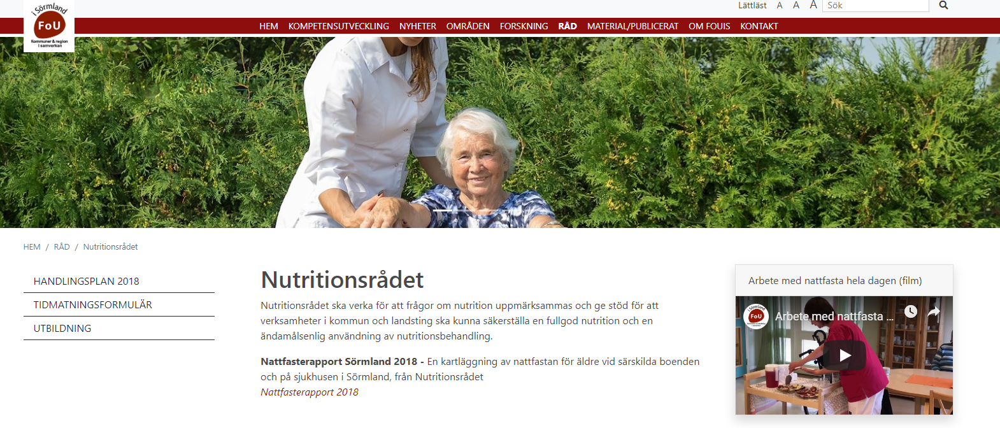 i Sörmland
FoU
Kommuner & region
i samverkan
Lättläst A A A Sök
HEM KOMPETENSUTVECKLING NYHETER OMRÅDEN FORSKNING RÅD MATERIAL/PUBLICERAT OM FOUIS KONTAKT
HEM / RÅD / Nutritionsrådet
HANDLINGSPLAN 2018
TIDMATNINGSFORMULÄR
UTBILDNING
Nutritionsrådet
Nutritionsrådet ska verka för att frågor om nutrition uppmärksammas och ge stöd för att
verksamheter i kommun och landsting ska kunna säkerställa en fullgod nutrition och en
ändamålsenlig användning av nutritionsbehandling.
Nattfasterapport Sörmland 2018 - En kartläggning av nattfastan för äldre vid särskilda boenden
och på sjukhusen i Sörmland, från Nutritionsrådet
Nattfasterapport 2018
Arbete med nattfasta hela dagen (film)
i Sörmland
FoU
Arbete med nattfasta ...